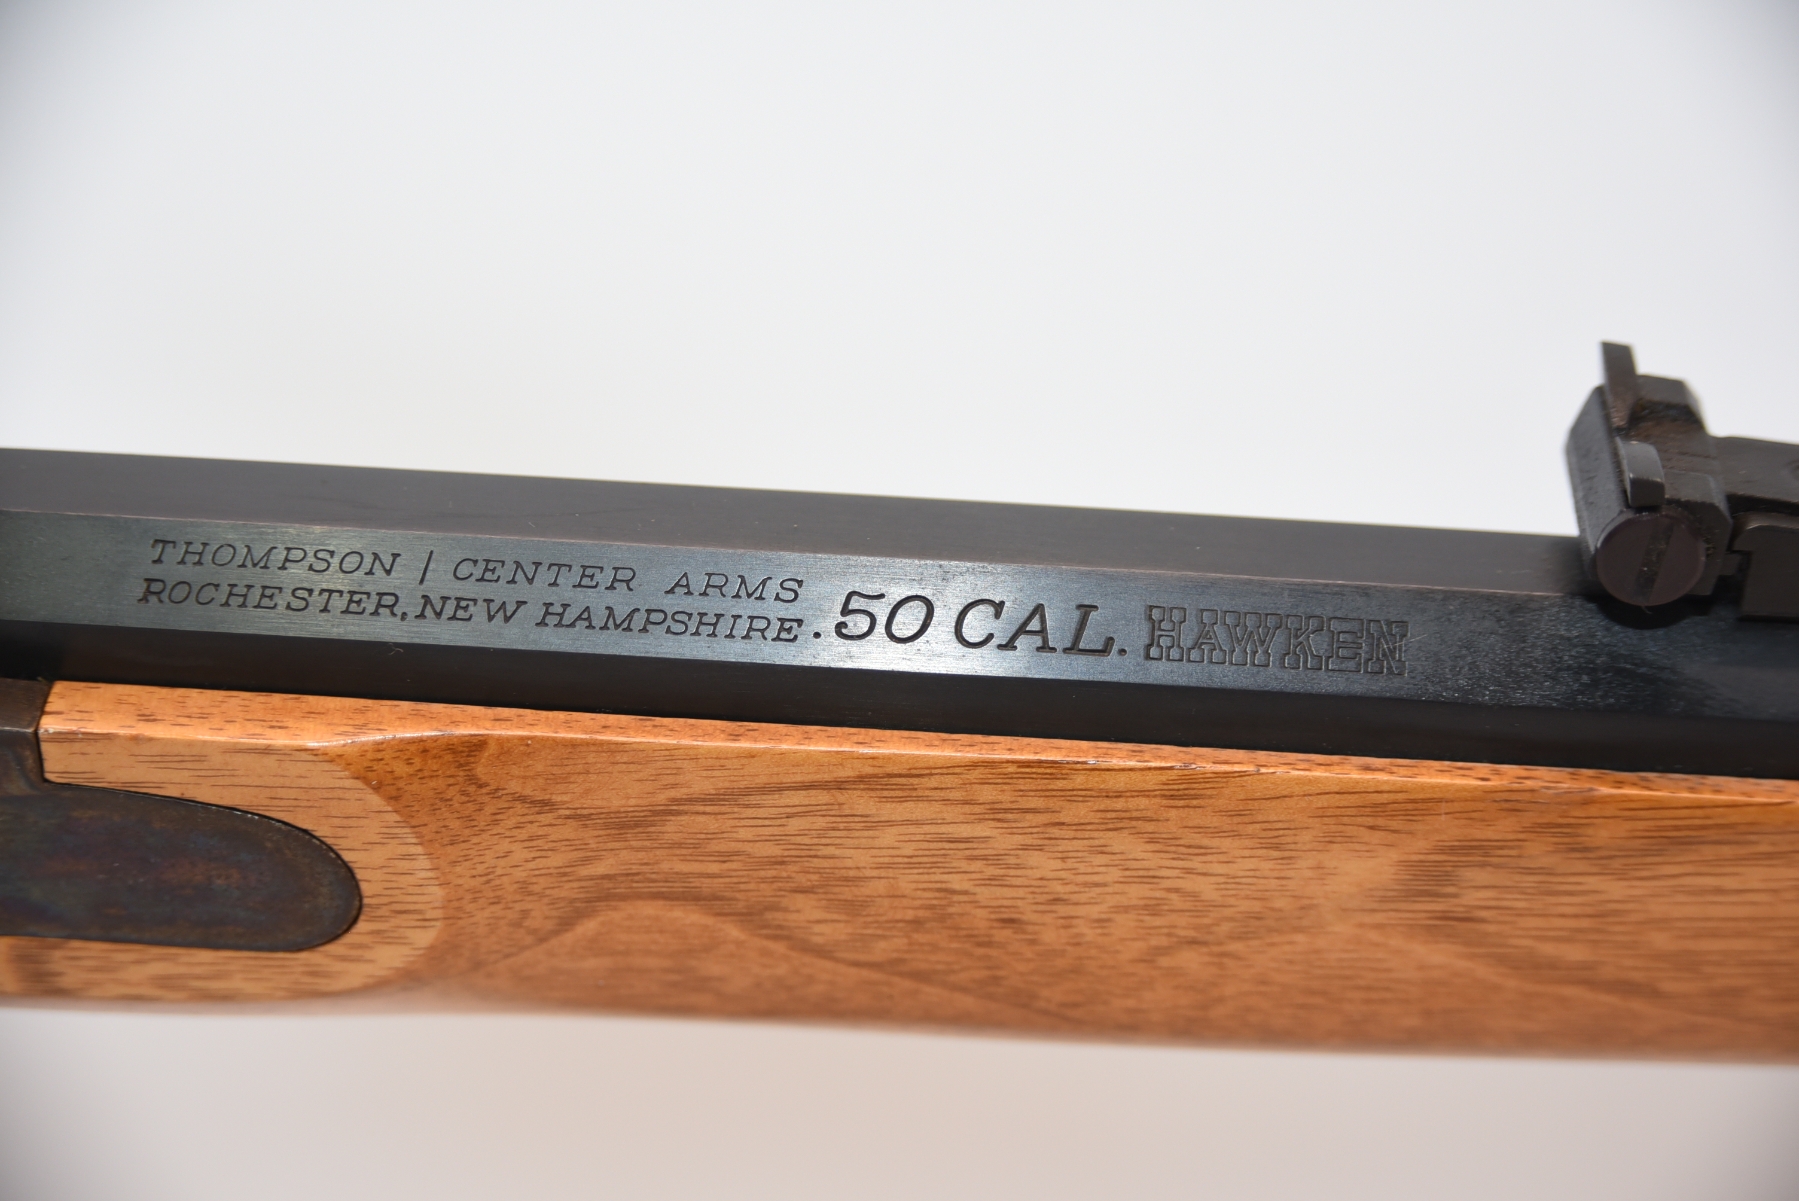 THOMPSON / CENTER ARMS
ROCHESTER, NEW HAMPSHIRE.
.50 CAL. HAWKEN